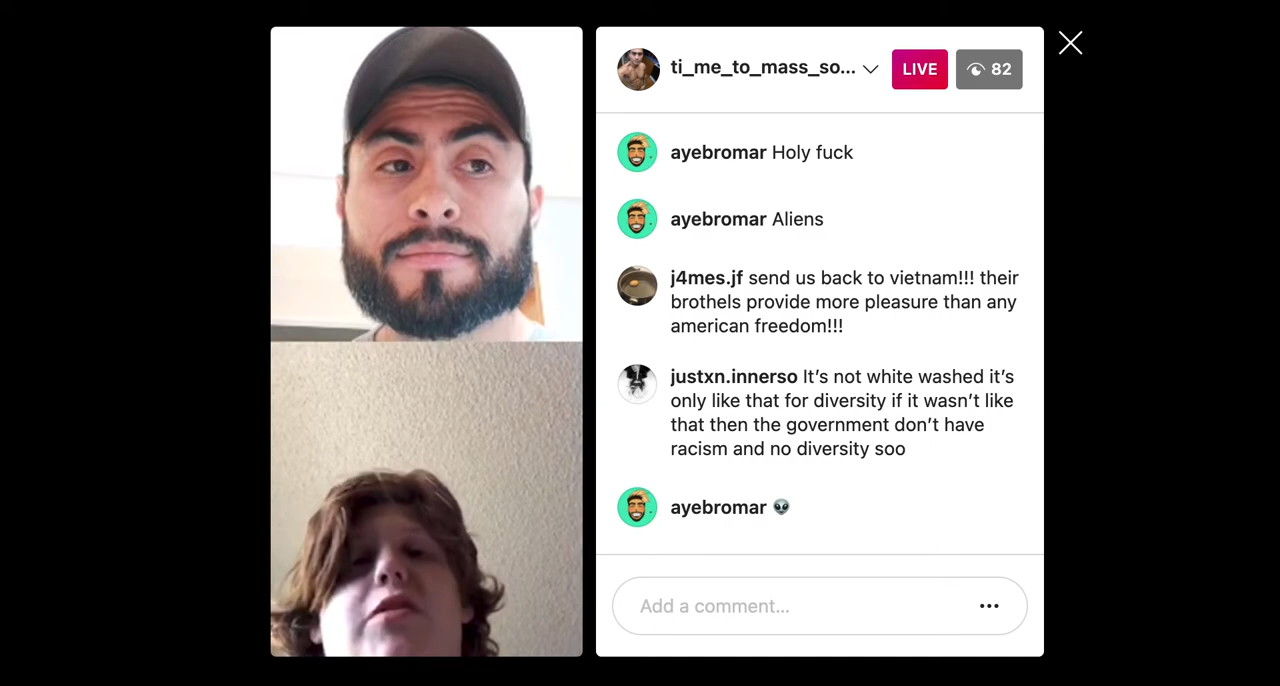 ti_me_to_mass_so...
LIVE
82
ayebromar Holy fuck
ayebromar Aliens
j4mes.jf send us back to vietnam!!! their
brothels provide more pleasure than any
american freedom!!!
justxn.innerso It’s not white washed it’s
only like that for diversity if it wasn’t like
that then the government don’t have
racism and no diversity soo
ayebromar 👽
Add a comment...